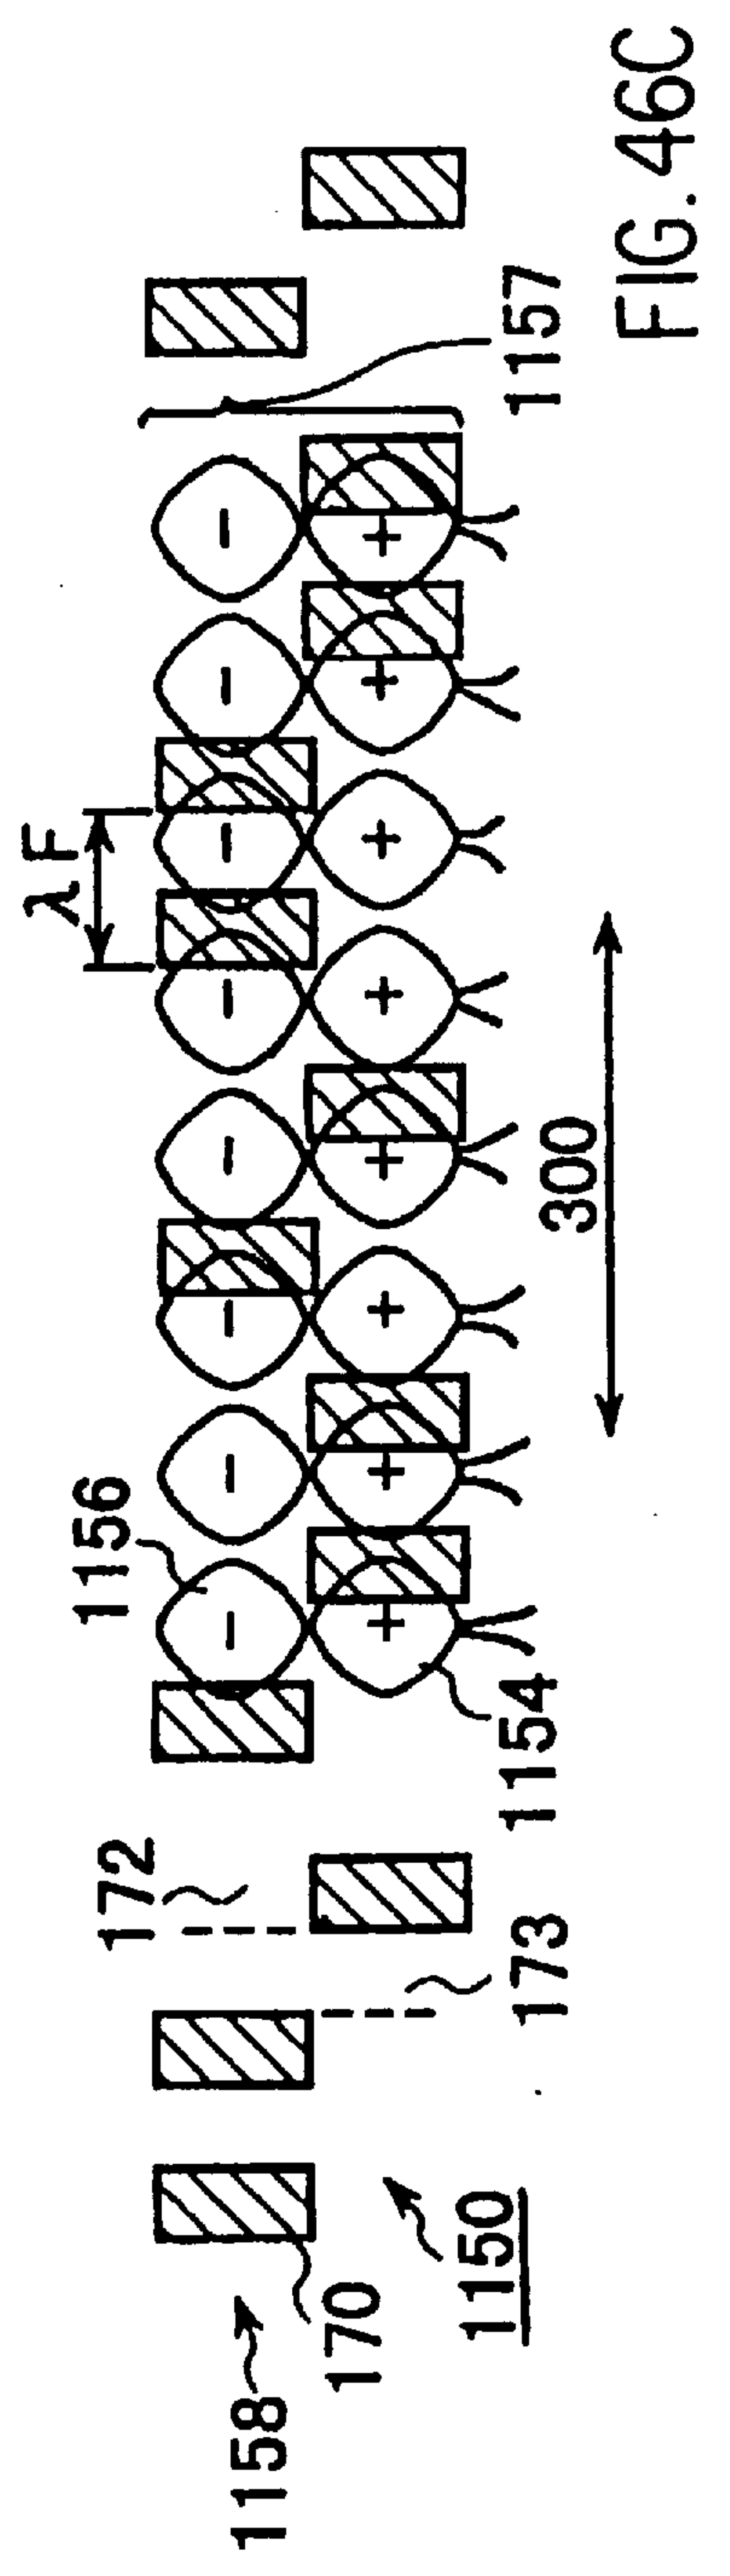 λF
1156
172
− − − − − − − −
1158
170
+ + + + + + + +
1150
173
1154
1157
300
FIG. 46C